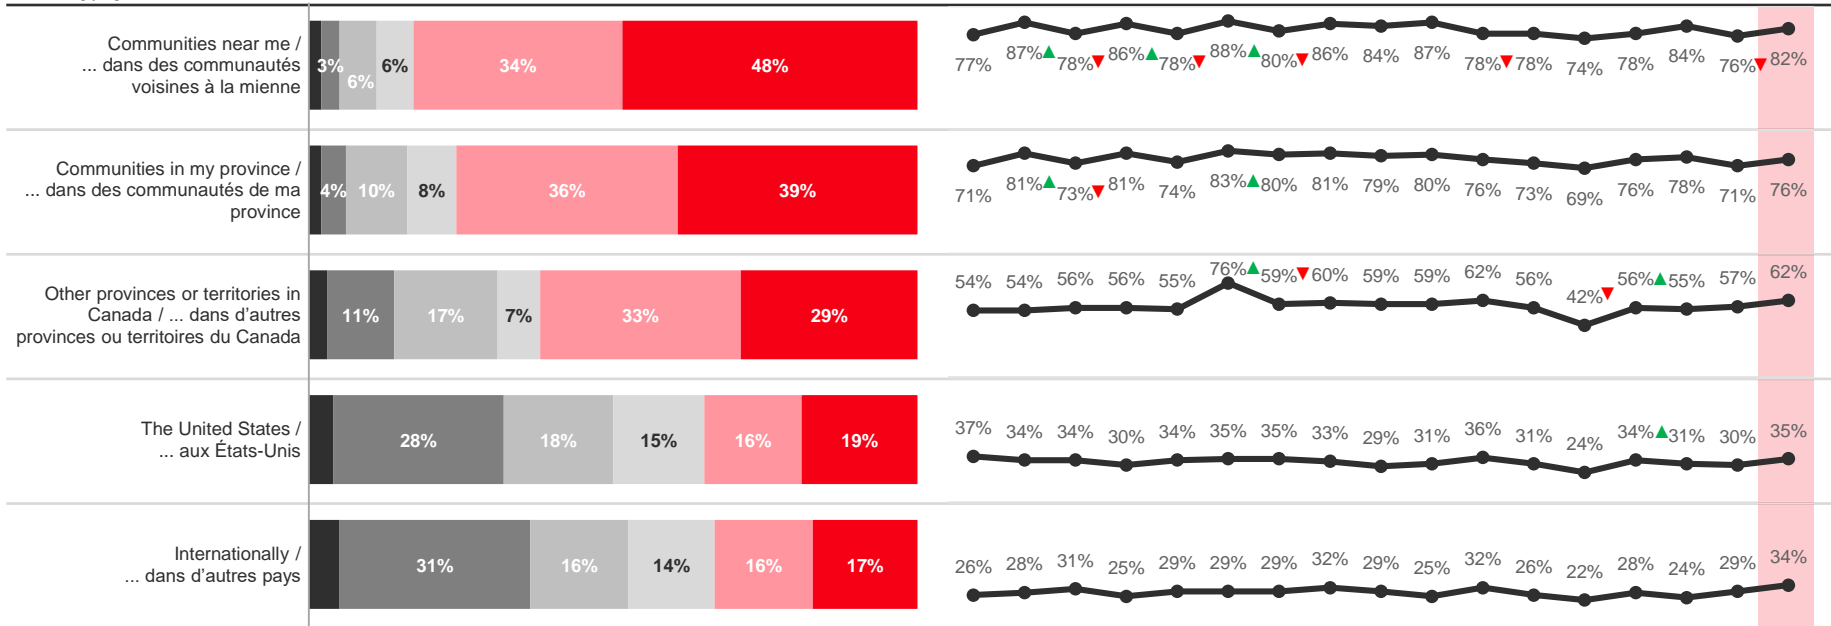 Communities near me /
... dans des communautés
voisines à la mienne
3% 6% 6% 34% 48%
77% 87% 78% 86% 78% 88% 80% 86% 84% 87% 78% 78% 74% 78% 84% 76% 82%
Communities in my province /
... dans des communautés de ma
province
4% 10% 8% 36% 39%
71% 81% 73% 81% 74% 83% 80% 81% 79% 80% 76% 73% 69% 76% 78% 71% 76%
Other provinces or territories in
Canada / ... dans d'autres
provinces ou territoires du Canada
11% 17% 7% 33% 29%
54% 54% 56% 56% 55% 76% 59% 60% 59% 59% 62% 56% 42% 56% 55% 57% 62%
The United States /
... aux États-Unis
28% 18% 15% 16% 19%
37% 34% 34% 30% 34% 35% 35% 33% 29% 31% 36% 31% 24% 34% 31% 30% 35%
Internationally /
... dans d'autres pays
31% 16% 14% 16% 17%
26% 28% 31% 25% 29% 29% 29% 32% 29% 25% 32% 26% 22% 28% 24% 29% 34%